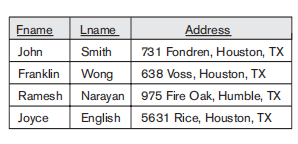 Fname Lname Address
John Smith 731 Fondren, Houston, TX
Franklin Wong 638 Voss, Houston, TX
Ramesh Narayan 975 Fire Oak, Humble, TX
Joyce English 5631 Rice, Houston, TX